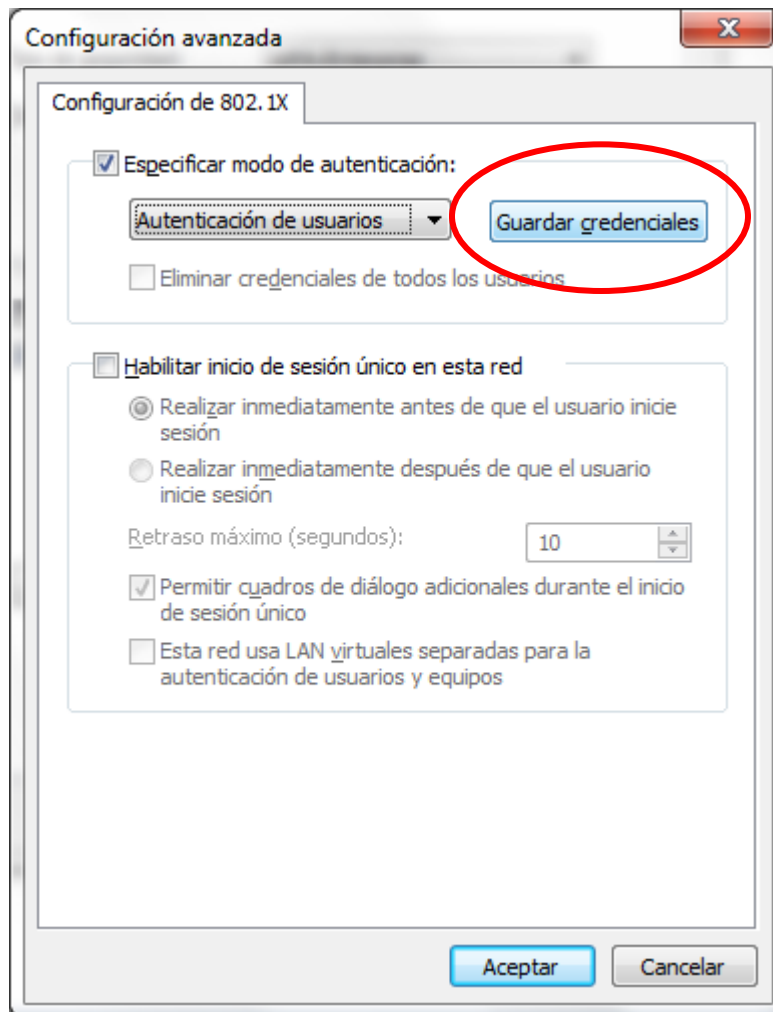 Configuración avanzada
Configuración de 802.1X
Especificar modo de autenticación:
Autenticación de usuarios
Guardar credenciales
Eliminar credenciales de todos los usuarios
Habilitar inicio de sesión único en esta red
Realizar inmediatamente antes de que el usuario inicie
sesión
Realizar inmediatamente después de que el usuario
inicie sesión
Retraso máximo (segundos):
10
Permitir cuadros de diálogo adicionales durante el inicio
de sesión único
Esta red usa LAN virtuales separadas para la
autenticación de usuarios y equipos
Aceptar
Cancelar